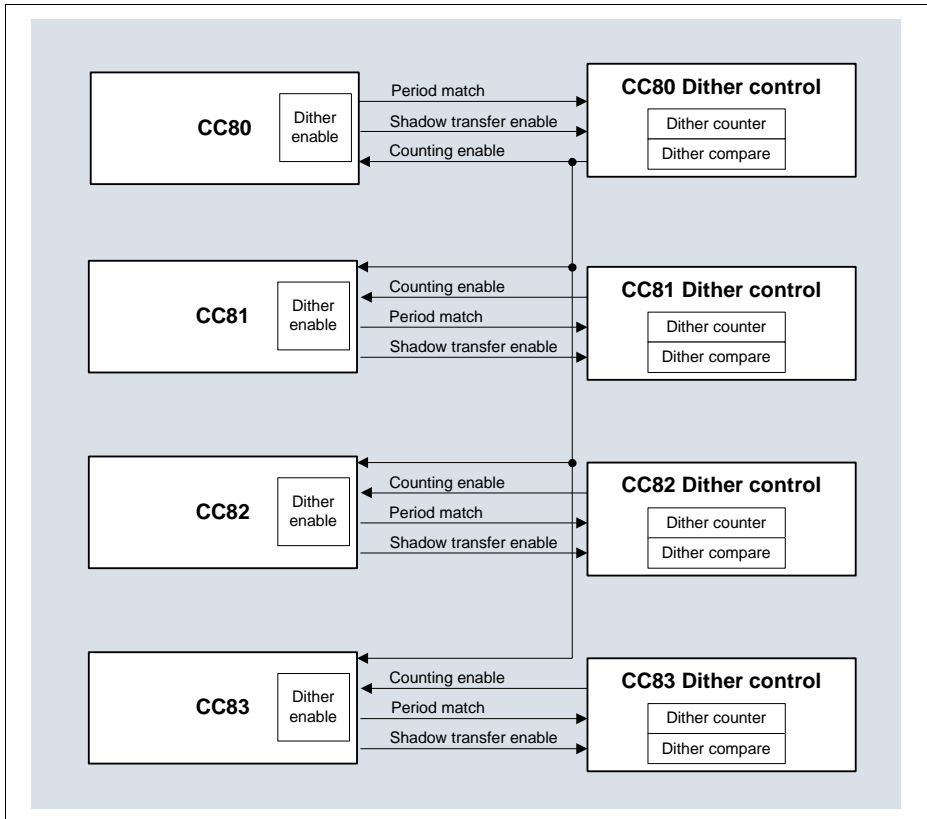 CC80
Dither
enable
Period match
Shadow transfer enable
Counting enable
CC80 Dither control
Dither counter
Dither compare
CC81
Dither
enable
Counting enable
Period match
Shadow transfer enable
CC81 Dither control
Dither counter
Dither compare
CC82
Dither
enable
Counting enable
Period match
Shadow transfer enable
CC82 Dither control
Dither counter
Dither compare
CC83
Dither
enable
Counting enable
Period match
Shadow transfer enable
CC83 Dither control
Dither counter
Dither compare